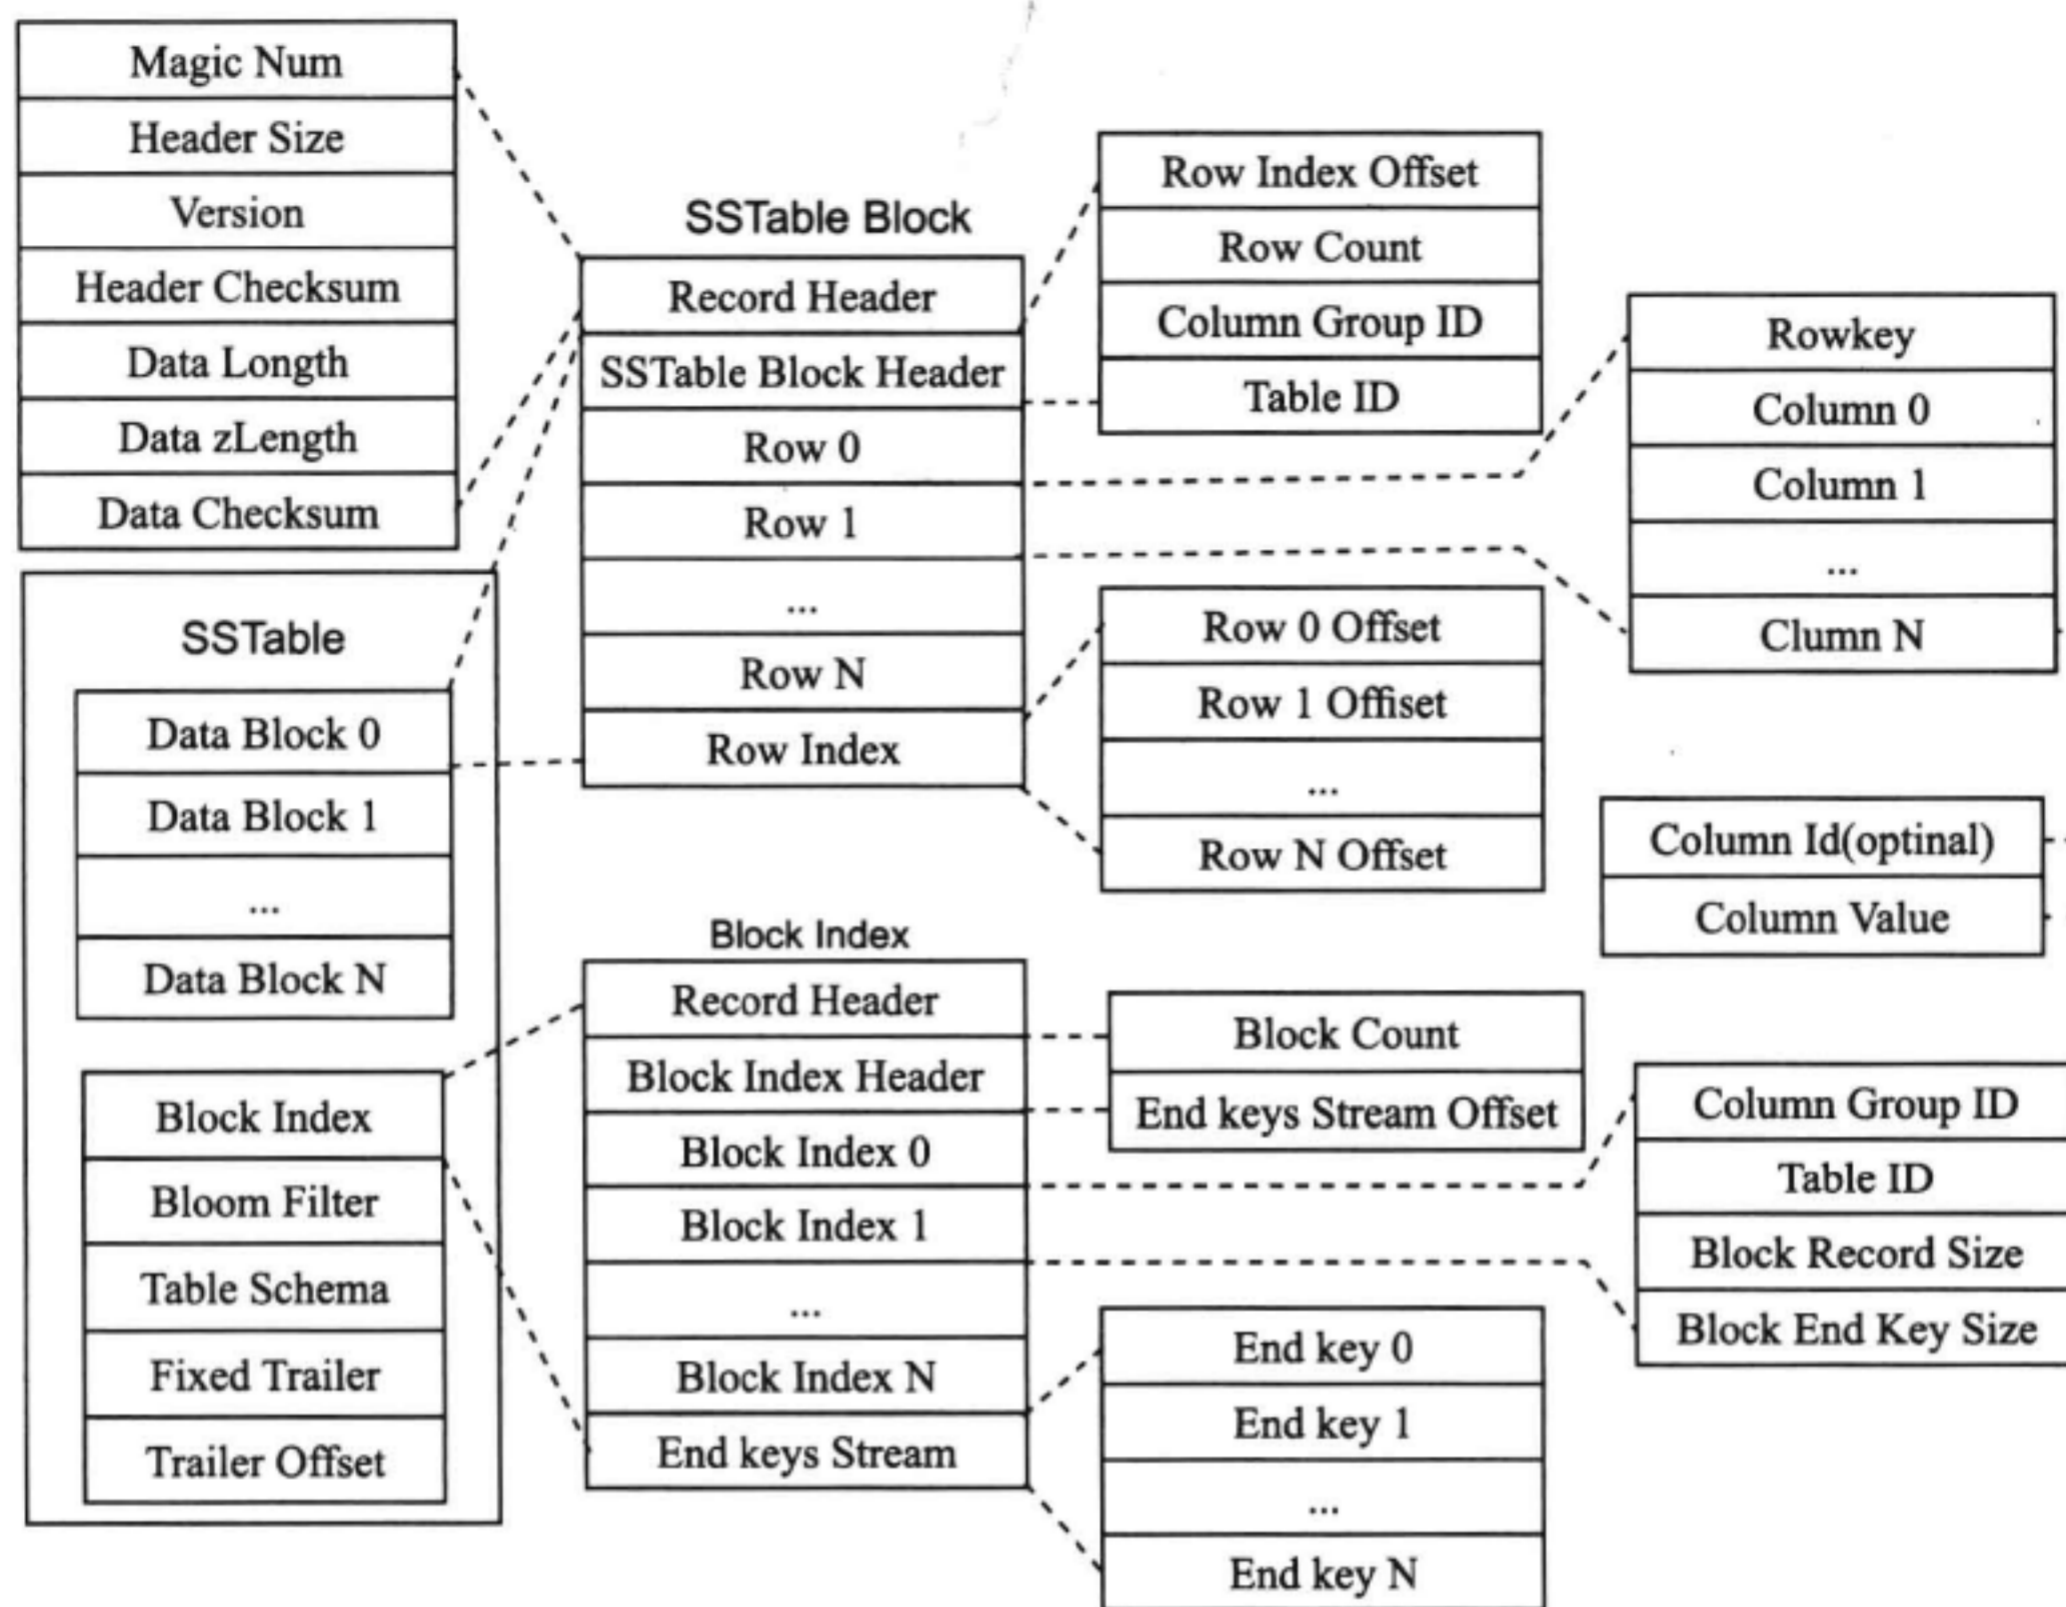 Magic Num
Header Size
Version
Header Checksum
Data Longth
Data zLength
Data Checksum
SSTable
Data Block 0
Data Block 1
...
Data Block N
Block Index
Bloom Filter
Table Schema
Fixed Trailer
Trailer Offset
SSTable Block
Record Header
SSTable Block Header
Row 0
Row 1
...
Row N
Row Index
Block Index
Record Header
Block Index Header
Block Index 0
Block Index 1
...
Block Index N
End keys Stream
Row Index Offset
Row Count
Column Group ID
Table ID
Row 0 Offset
Row 1 Offiset
...
Row N Offset
Block Count
End keys Stream Offset
End key 0
End key 1
...
End key N
Rowkey
Column 0
Column 1
...
Clumn N
Column Id(optinal)
Column Value
Column Group ID
Table ID
Block Record Size
Block End Key Size